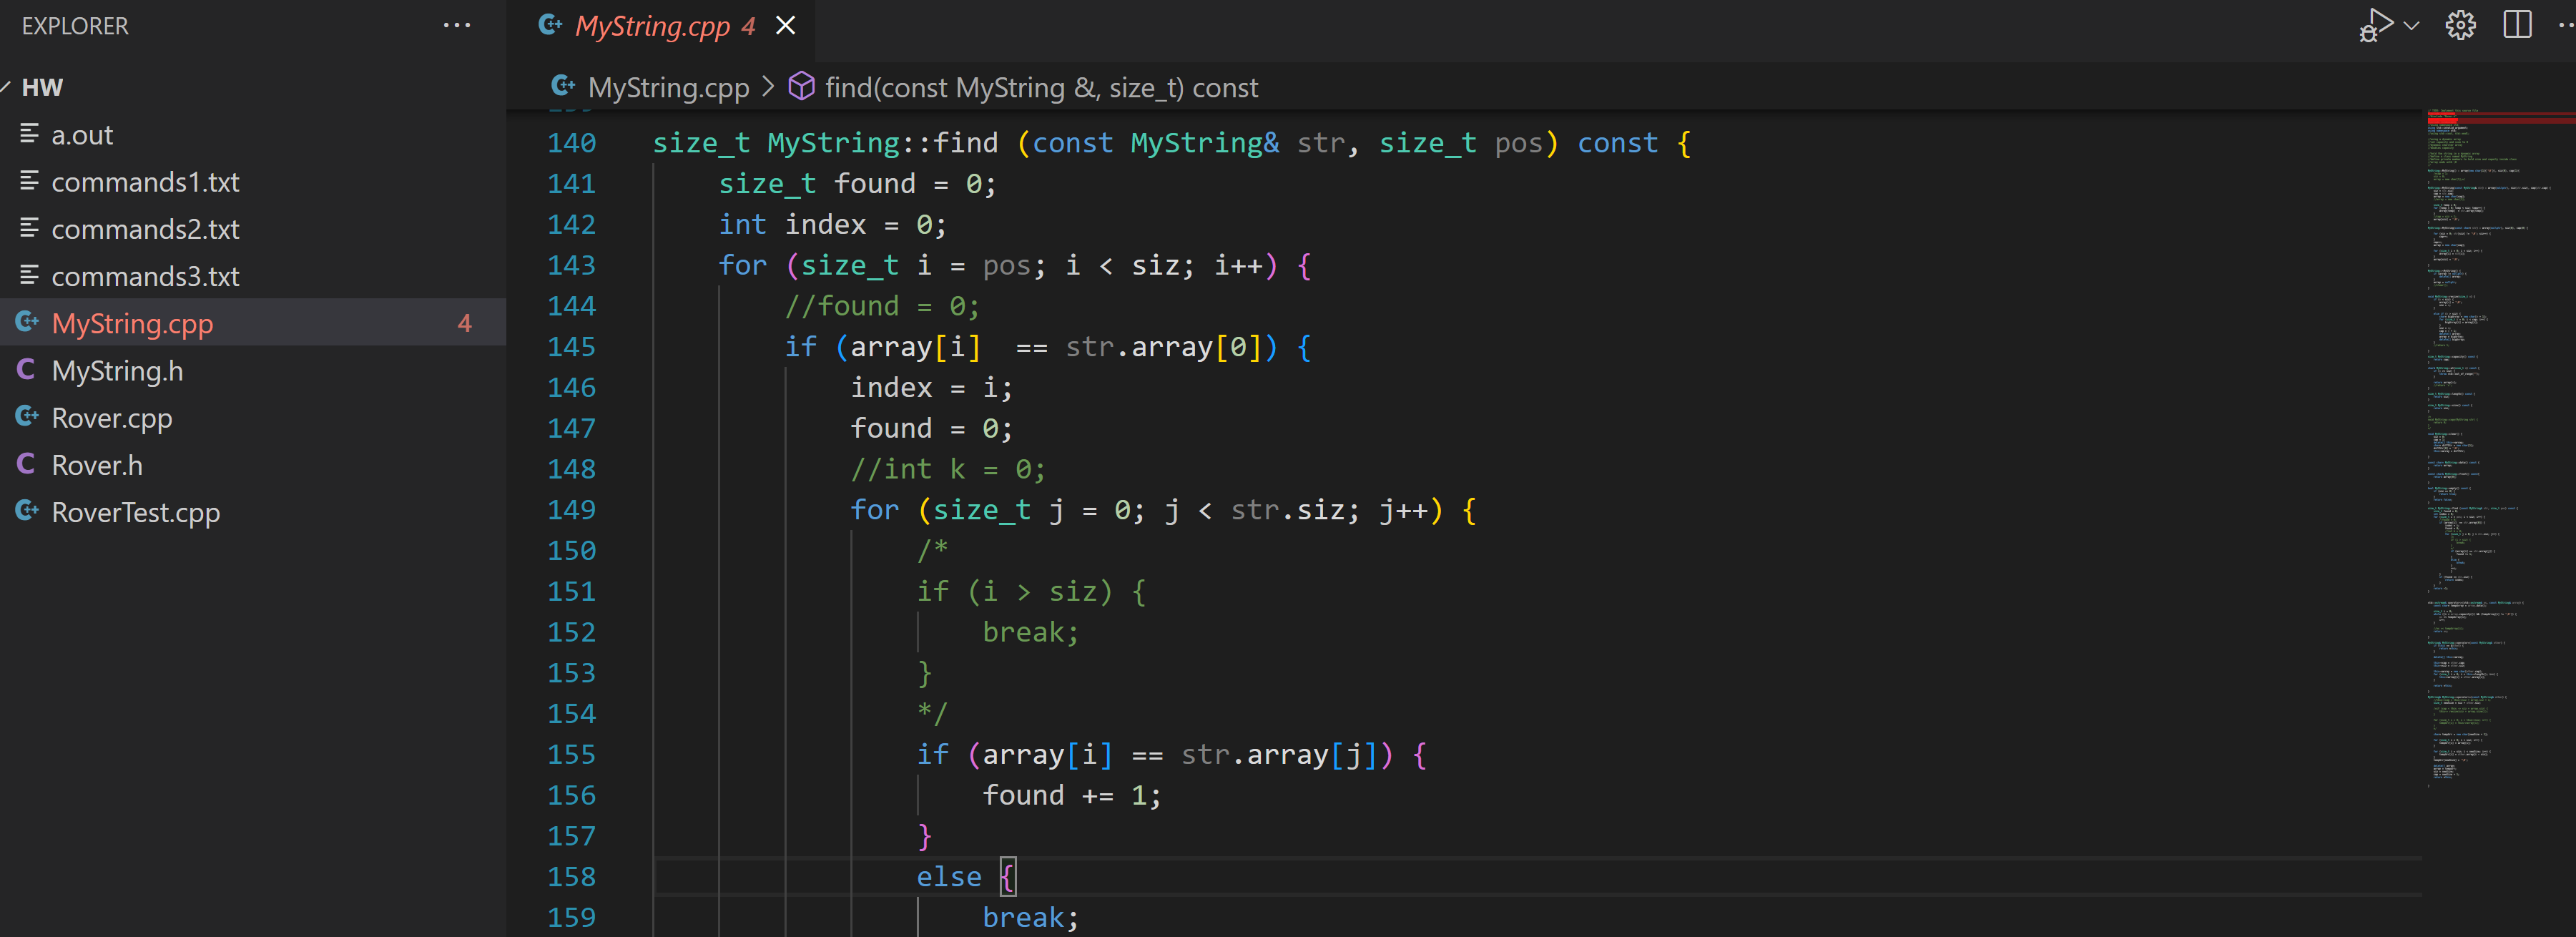 EXPLORER
HW
a.out
commands1.txt
commands2.txt
commands3.txt
MyString.cpp 4
MyString.h
Rover.cpp
Rover.h
RoverTest.cpp
MyString.cpp 4
MyString.cpp > find(const MyString &, size_t) const
140 size_t MyString::find (const MyString& str, size_t pos) const {
141 size_t found = 0;
142 int index = 0;
143 for (size_t i = pos; i < siz; i++) {
144 //found = 0;
145 if (array[i]  == str.array[0]) {
146 index = i;
147 found = 0;
148 //int k = 0;
149 for (size_t j = 0; j < str.siz; j++) {
150 /*
151 if (i > siz) {
152 break;
153 }
154 */
155 if (array[i] == str.array[j]) {
156 found += 1;
157 }
158 else {
159 break;